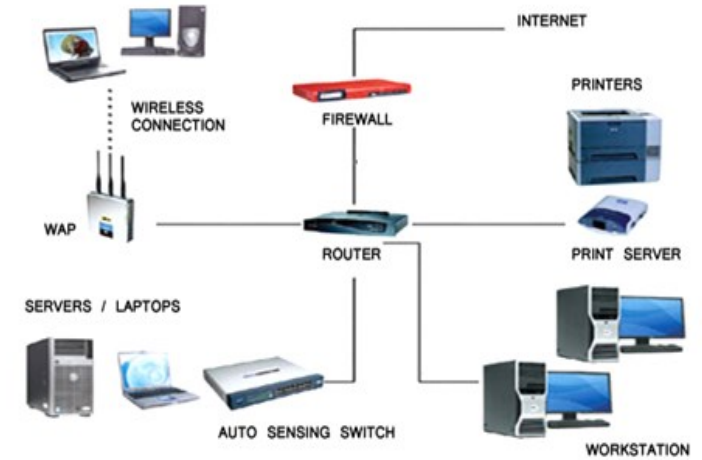 INTERNET
PRINTERS
WIRELESS
CONNECTION
FIREWALL
WAP
ROUTER
PRINT SERVER
SERVERS / LAPTOPS
AUTO SENSING SWITCH
WORKSTATION